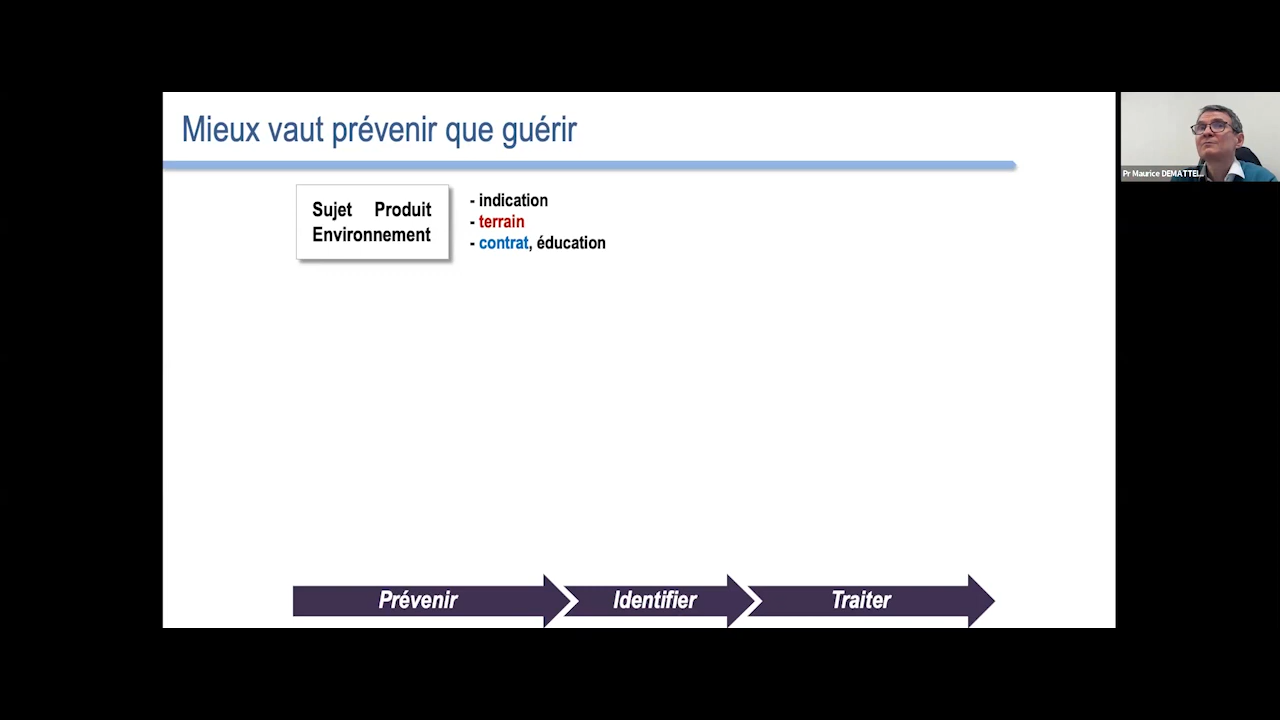 Mieux vaut prévenir que guérir
Sujet Produit
Environnement
- indication
- terrain
- contrat, éducation
Prévenir
Identifier
Traiter
Pr Maurice DEMATTEI...